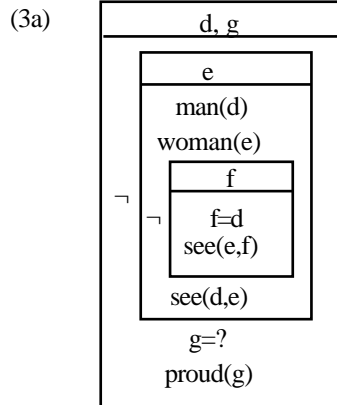 (3a)
d, g
e
man(d)
woman(e)
f
¬
¬
f=d
see(e,f)
see(d,e)
g=?
proud(g)